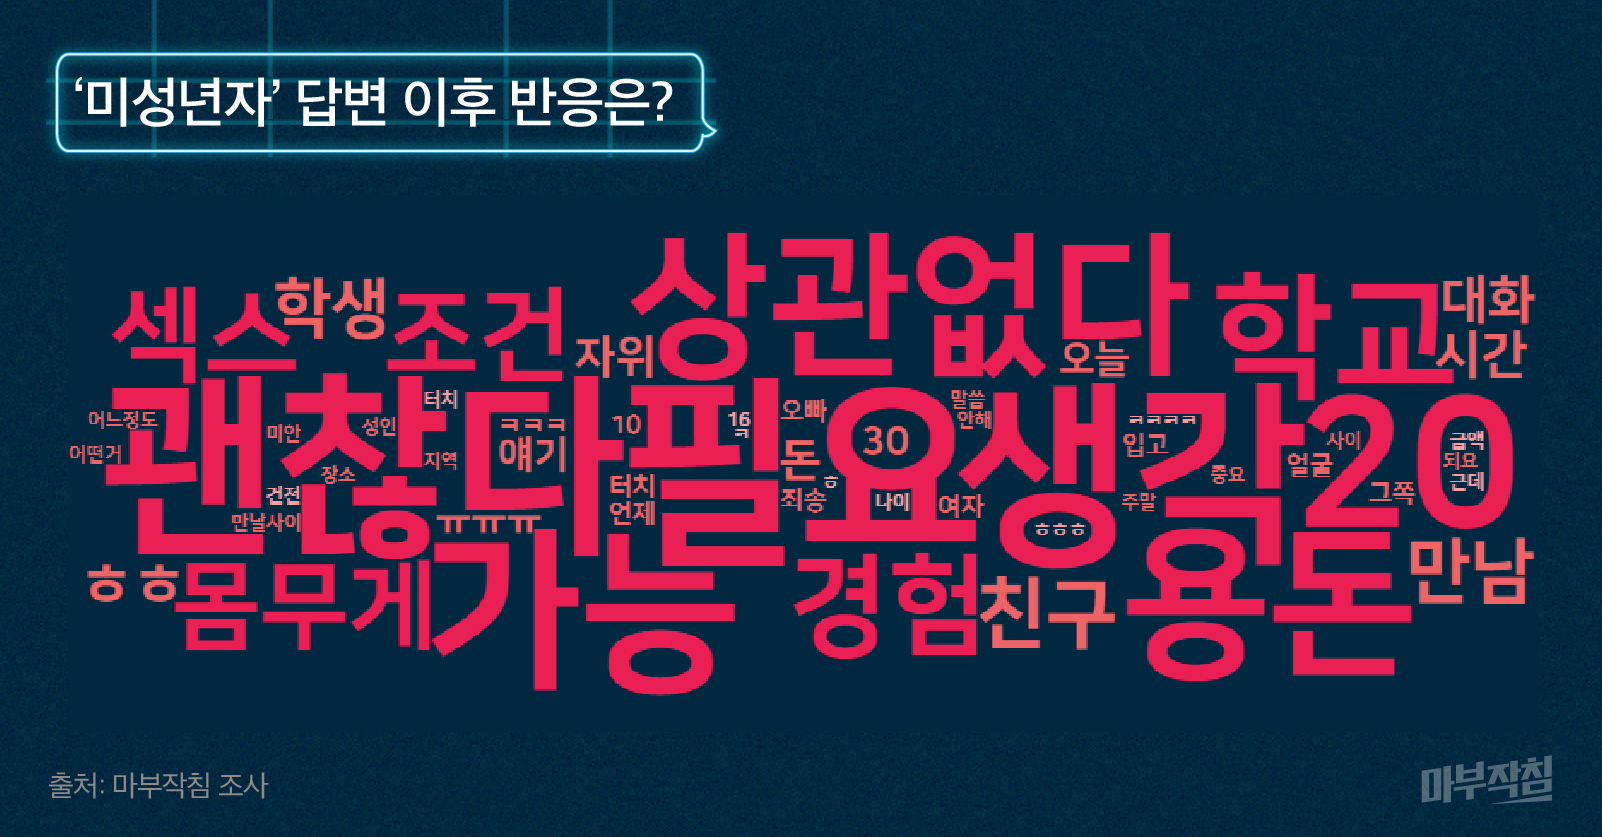 ‘미성년자’ 답변 이후 반응은?
상관없다
섹스
학생
조건
학교
대화
자위
오늘
시간
괜찮다
필요
생각
20
어느정도
미안
성인
터치
ㅋㅋㅋ
10
16
ㅋ
오빠
말씀
안해
ㅋㅋㅋㅋ
사이
금액
어떤거
장소
지역
얘기
돈
30
입고
중요
얼굴
되요
근데
건전
만날사이
ㅠㅠㅠ
터치
언제
죄송
ㅎ
나이
여자
ㅎㅎㅎ
주말
그쪽
ㅎㅎ
몸무게
가능
경험
친구
용돈
만남
출처: 마부작침 조사
마부작침